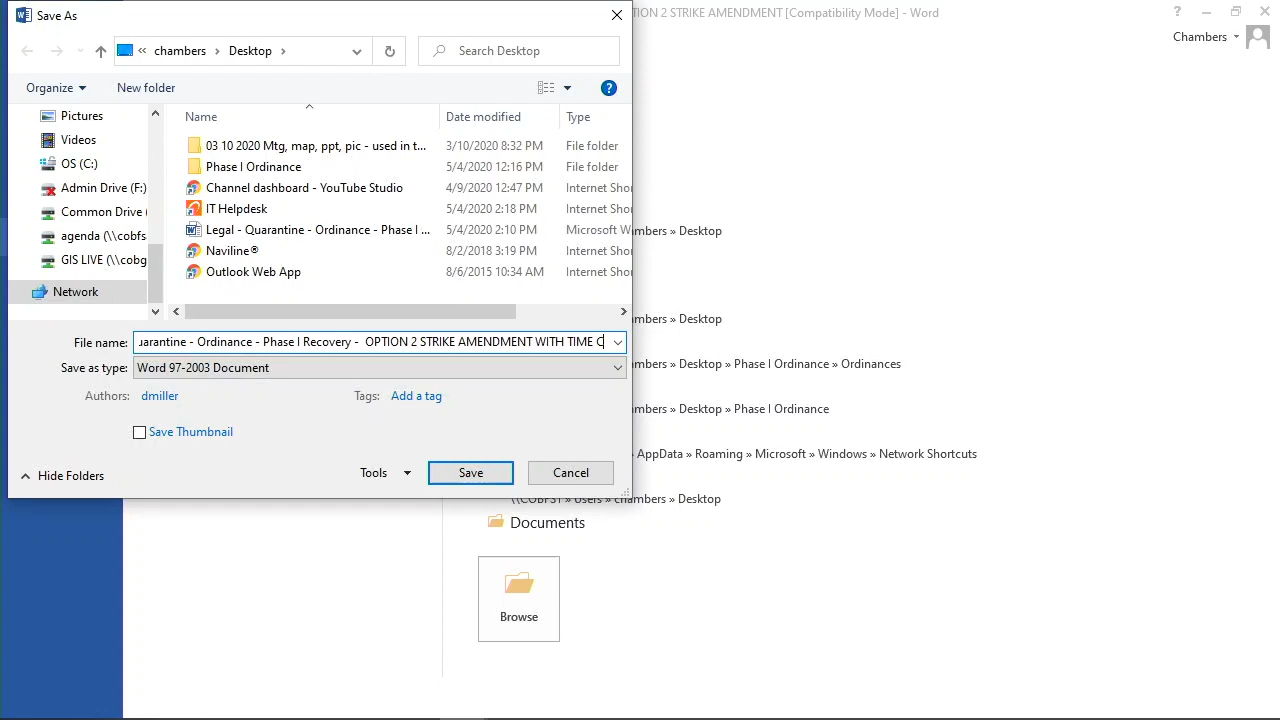 Save As
TION 2 STRIKE AMENDMENT [Compatibility Mode] - Word
Chambers
« chambers › Desktop ›
Search Desktop
Organize
New folder
Name
Date modified
Type
Pictures
Videos
OS (C:)
Admin Drive (F:)
Common Drive (
agenda (\\cobfs
GIS LIVE (\\cobg
Network
03 10 2020 Mtg, map, ppt, pic - used in t... 3/10/2020 8:32 PM File folder
Phase I Ordinance 5/4/2020 12:16 PM File folder
Channel dashboard - YouTube Studio 4/9/2020 12:47 PM Internet Shor
IT Helpdesk 5/4/2020 2:18 PM Internet Shor
Legal - Quarantine - Ordinance - Phase I ... 5/4/2020 2:10 PM Microsoft W
Naviline® 8/2/2018 3:19 PM Internet Shor
Outlook Web App 8/6/2015 10:34 AM Internet Shor
File name: uarantine - Ordinance - Phase I Recovery - OPTION 2 STRIKE AMENDMENT WITH TIME C
Save as type: Word 97-2003 Document
Authors: dmiller
Tags: Add a tag
Save Thumbnail
Hide Folders
Tools
Save
Cancel
mbers » Desktop
mbers » Desktop
mbers » Desktop » Phase I Ordinance » Ordinances
mbers » Desktop » Phase I Ordinance
» AppData » Roaming » Microsoft » Windows » Network Shortcuts
\\COBFS1 » Users » chambers » Desktop
Documents
Browse